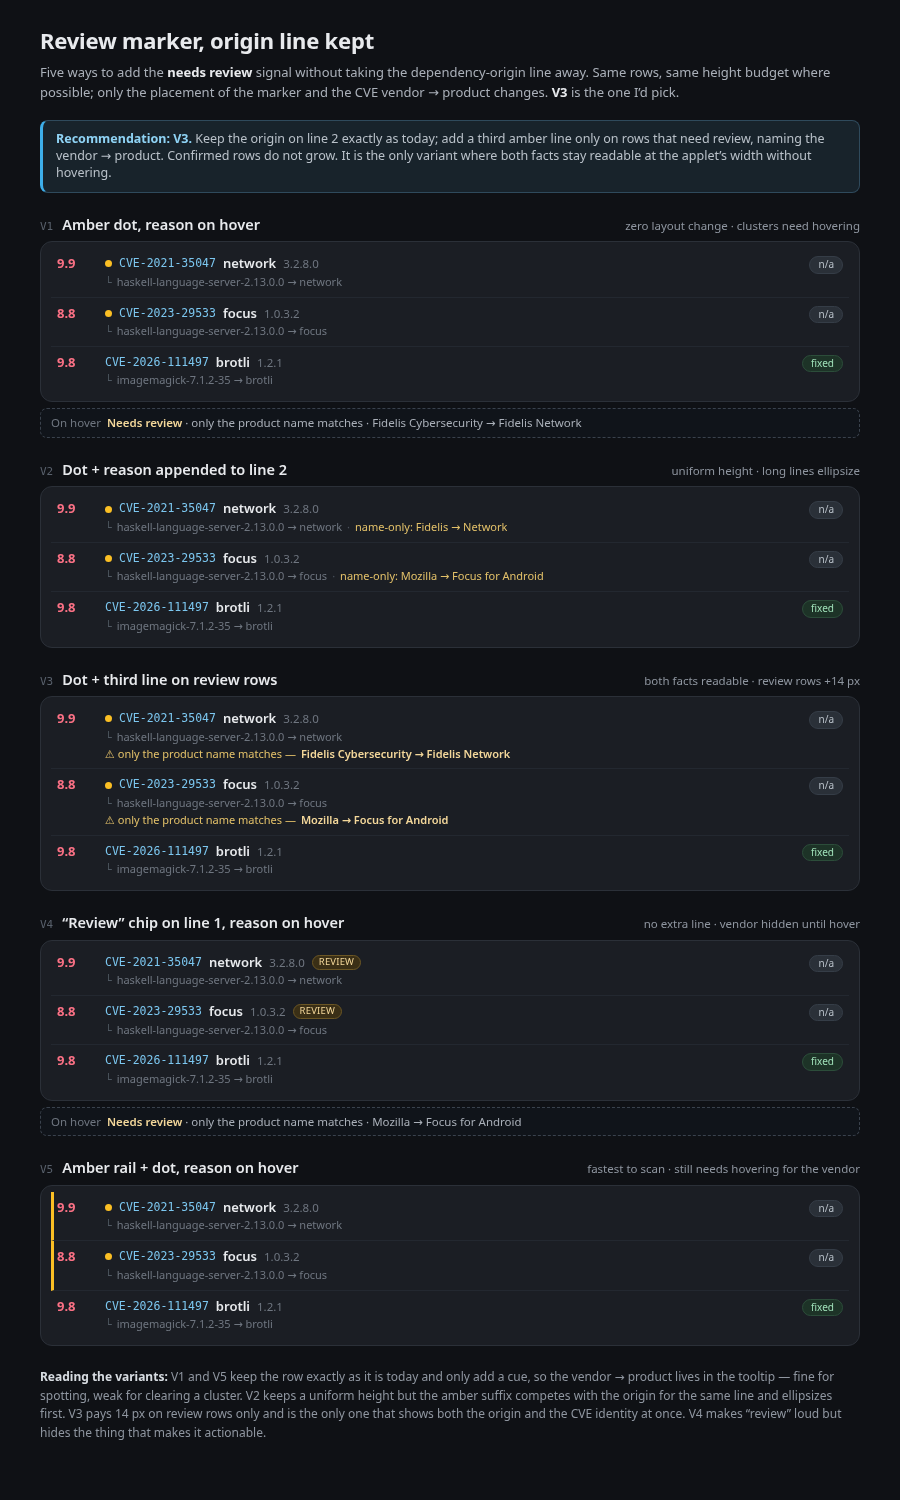 Review marker, origin line kept
Five ways to add the needs review signal without taking the dependency-origin line away. Same rows, same height budget where
possible; only the placement of the marker and the CVE vendor → product changes. V3 is the one I’d pick.
Recommendation: V3. Keep the origin on line 2 exactly as today; add a third amber line only on rows that need review, naming the
vendor → product. Confirmed rows do not grow. It is the only variant where both facts stay readable at the applet’s width without
hovering.
V1 Amber dot, reason on hover zero layout change · clusters need hovering
9.9 CVE-2021-35047 network 3.2.8.0 n/a
└ haskell-language-server-2.13.0.0 → network
8.8 CVE-2023-29533 focus 1.0.3.2 n/a
└ haskell-language-server-2.13.0.0 → focus
9.8 CVE-2026-111497 brotli 1.2.1 fixed
└ imagemagick-7.1.2-35 → brotli
On hover Needs review · only the product name matches · Fidelis Cybersecurity → Fidelis Network
V2 Dot + reason appended to line 2 uniform height · long lines ellipsize
9.9 CVE-2021-35047 network 3.2.8.0 n/a
└ haskell-language-server-2.13.0.0 → network · name-only: Fidelis → Network
8.8 CVE-2023-29533 focus 1.0.3.2 n/a
└ haskell-language-server-2.13.0.0 → focus · name-only: Mozilla → Focus for Android
9.8 CVE-2026-111497 brotli 1.2.1 fixed
└ imagemagick-7.1.2-35 → brotli
V3 Dot + third line on review rows both facts readable · review rows +14 px
9.9 CVE-2021-35047 network 3.2.8.0 n/a
└ haskell-language-server-2.13.0.0 → network
⚠ only the product name matches — Fidelis Cybersecurity → Fidelis Network
8.8 CVE-2023-29533 focus 1.0.3.2 n/a
└ haskell-language-server-2.13.0.0 → focus
⚠ only the product name matches — Mozilla → Focus for Android
9.8 CVE-2026-111497 brotli 1.2.1 fixed
└ imagemagick-7.1.2-35 → brotli
V4 “Review” chip on line 1, reason on hover no extra line · vendor hidden until hover
9.9 CVE-2021-35047 network 3.2.8.0 REVIEW n/a
└ haskell-language-server-2.13.0.0 → network
8.8 CVE-2023-29533 focus 1.0.3.2 REVIEW n/a
└ haskell-language-server-2.13.0.0 → focus
9.8 CVE-2026-111497 brotli 1.2.1 fixed
└ imagemagick-7.1.2-35 → brotli
On hover Needs review · only the product name matches · Mozilla → Focus for Android
V5 Amber rail + dot, reason on hover fastest to scan · still needs hovering for the vendor
9.9 CVE-2021-35047 network 3.2.8.0 n/a
└ haskell-language-server-2.13.0.0 → network
8.8 CVE-2023-29533 focus 1.0.3.2 n/a
└ haskell-language-server-2.13.0.0 → focus
9.8 CVE-2026-111497 brotli 1.2.1 fixed
└ imagemagick-7.1.2-35 → brotli
Reading the variants: V1 and V5 keep the row exactly as it is today and only add a cue, so the vendor → product lives in the tooltip — fine for
spotting, weak for clearing a cluster. V2 keeps a uniform height but the amber suffix competes with the origin for the same line and ellipsizes
first. V3 pays 14 px on review rows only and is the only one that shows both the origin and the CVE identity at once. V4 makes “review” loud but
hides the thing that makes it actionable.